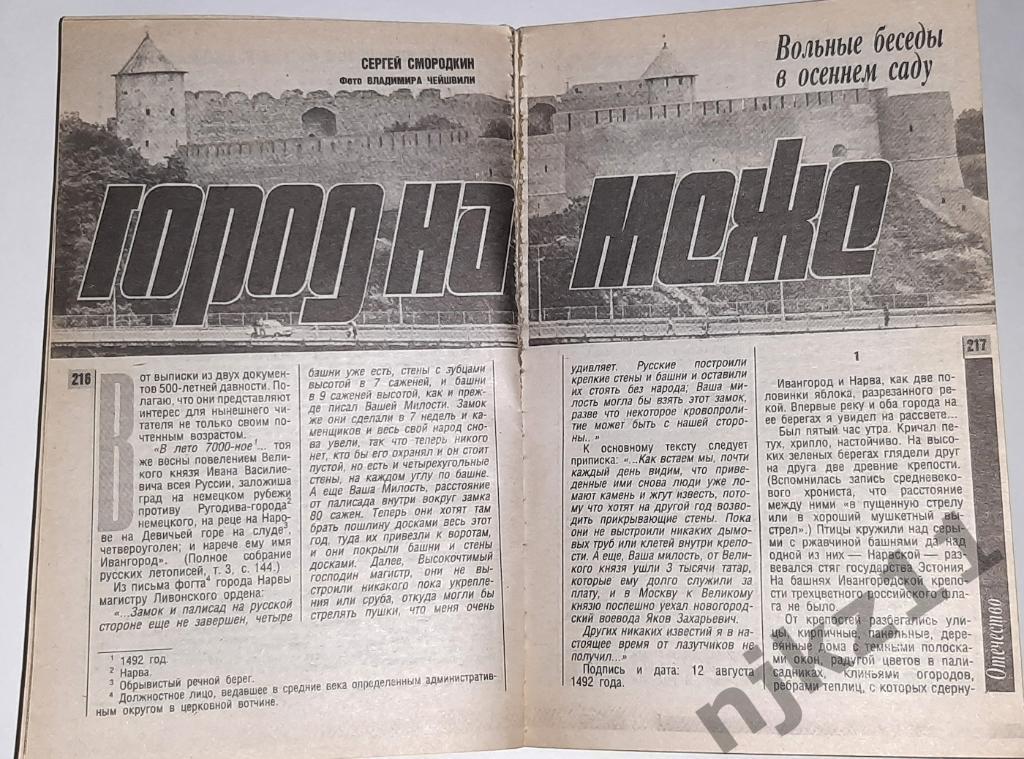 СЕРГЕЙ СМОРОДКИН
Фото ВЛАДИМИРА ЧЕЙШВИЛИ
Вольные беседы
в осеннем саду
город на меже
216
Вот выписки из двух докумен-
тов 500-летней давности. По-
лагаю, что они представляют
интерес для нынешнего чи-
тателя не только своим по-
чтенным возрастом.
«В лето 7000-ное¹... тоя
же весны повелением Вели-
кого князя Ивана Василие-
вича всея Руссии, заложиша
град на немецком рубежи
противу Ругодива-города²
немецкого, на реце на Наро-
ве на Девичьей горе на слуде³,
четвероуголен; и нарече ему имя
Ивангород». (Полное собрание
русских летописей, т. 3, с. 144.)
Из письма фогта⁴ города Нарвы
магистру Ливонского ордена:
«...Замок и палисад на русской
стороне еще не завершен, четыре
¹ 1492 год.
² Нарва.
³ Обрывистый речной берег.
⁴ Должностное лицо, ведавшее в средние века определенным административ-
ным округом в церковной вотчине.
башни уже есть, стены с зубцами
высотой в 7 саженей, и башни
в 9 саженей высотой, как и преж-
де писал Вашей Милости. Замок
уже они сделали в 7 недель и ка-
менщиков и весь свой народ сно-
ва увели, так что теперь никого
нет, кто бы его охранял и он стоит
пустой, но есть и четырехугольные
стены, на каждом углу по башне.
А еще Ваша Милость, расстояние
от палисада внутри вокруг замка
80 сажен. Теперь они хотят там
брать пошлину досками весь этот
год, туда их привезли к воротам,
и они покрыли башни и стены
досками. Далее, Высокочтимый
господин магистр, они не вы-
строили никакого пока укрепле-
ния или сруба, откуда могли бы
стрелять пушки, что меня очень
удивляет. Русские построили
крепкие стены и башни и оставили
их стоять без народа; Ваша ми-
лость могла бы взять этот замок,
разве что некоторое кровопроли-
тие может быть с нашей сторо-
ны...»
К основному тексту следует
приписка: «...Как встаем мы, почти
каждый день видим, что приве-
денные ими снова люди уже ло-
мают камень и жгут известь, пото-
му что хотят на другой год возво-
дить прикрывающие стены. Пока
они не выстроили никаких дымо-
вых труб или клетей внутри крепо-
сти. А еще, Ваша милость, от Вели-
кого князя ушли 3 тысячи татар,
которые ему долго служили за
плату, и в Москву к Великому
князю поспешно уехал новогород-
ский воевода Яков Захарьевич.
Других никаких известий я в на-
стоящее время от лазутчиков не
получил...»
Подпись и дата: 12 августа
1492 года.
217
1
Ивангород и Нарва, как две по-
ловинки яблока, разрезанного ре-
кой. Впервые реку и оба города на
ее берегах я увидел на рассвете...
Был пятый час утра. Кричал пе-
тух, хрипло, настойчиво. На высо-
ких зеленых берегах глядели друг
на друга две древние крепости.
(Вспомнилась запись средневеко-
вого хрониста, что расстояние
между ними «в пущенную стрелу
или в хороший мушкетный вы-
стрел».) Птицы кружили над серы-
ми с ржавчиной башнями да над
одной из них — Нарвской — раз-
вевался стяг государства Эстония.
На башнях Ивангородской крепо-
сти трехцветного российского фла-
га не было.
От крепостей разбегались ули-
цы, кирпичные, панельные, дере-
вянные дома с темными полоска-
ми окон, радугой цветов в пали-
садниках, клиньями огородов,
ребрами теплиц, с которых сдерну-
Отечество
njkz11